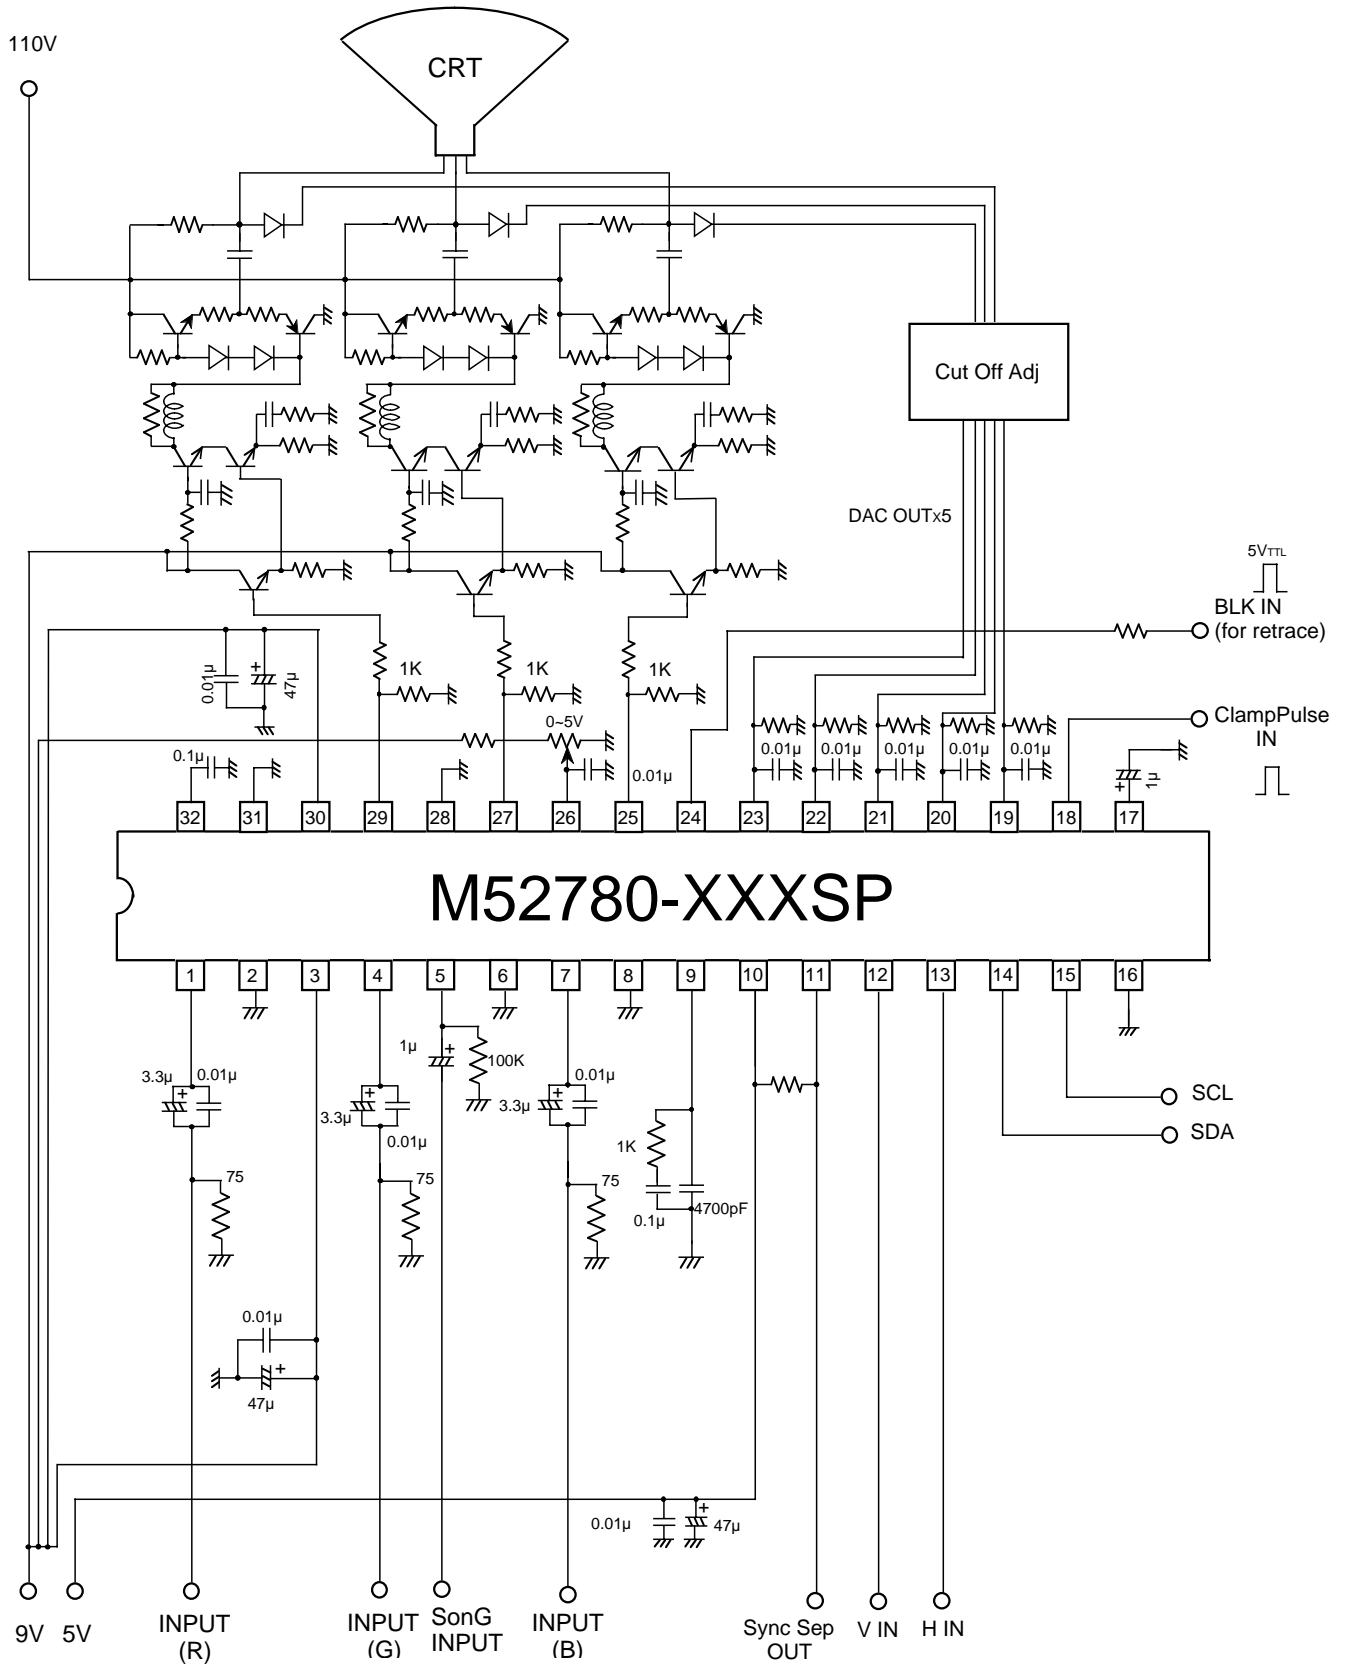 110V
CRT
Cut Off Adj
DAC OUTx5
5VTTL
BLK IN
(for retrace)
1K
1K
1K
0.01µ
47µ
0~5V
ClampPulse
IN
0.1µ
0.01µ
0.01µ
0.01µ
0.01µ
0.01µ
0.01µ
1µ
32 31 30 29 28 27 26 25 24 23 22 21 20 19 18 17
M52780-XXXSP
1 2 3 4 5 6 7 8 9 10 11 12 13 14 15 16
1µ
100K
3.3µ
0.01µ
3.3µ
0.01µ
3.3µ
0.01µ
SCL
SDA
1K
75
75
75
0.1µ
4700pF
0.01µ
47µ
0.01µ
47µ
9V
5V
INPUT
(R)
INPUT
(G)
SonG
INPUT
INPUT
(B)
Sync Sep
OUT
V IN
H IN